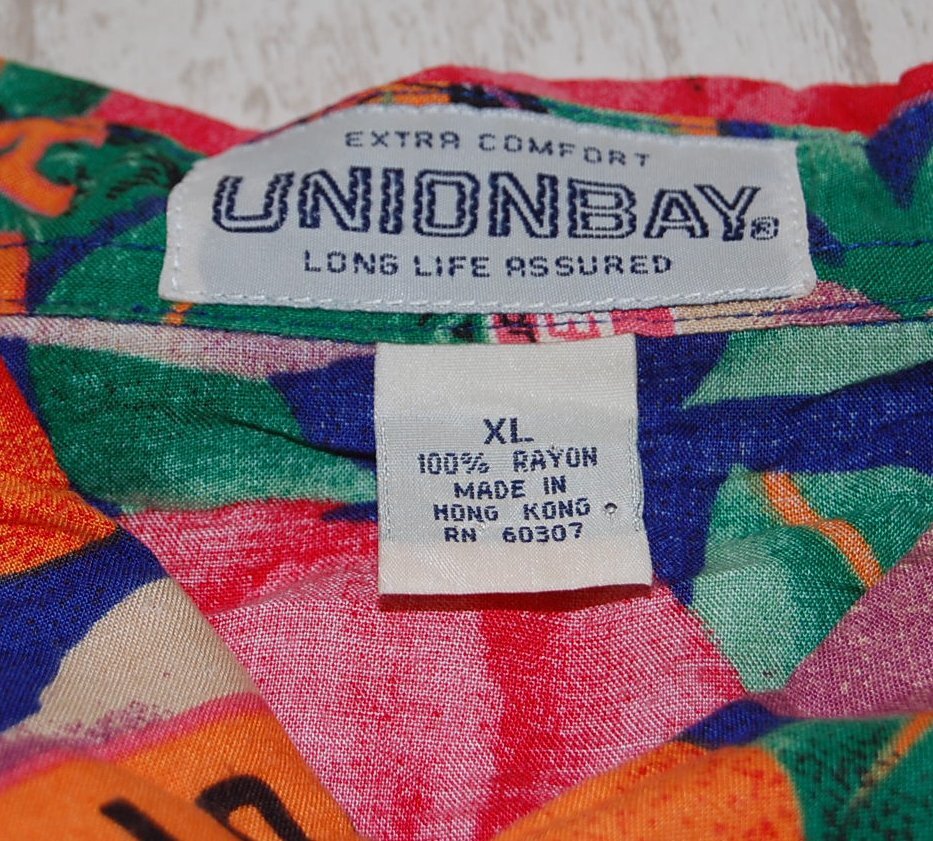 EXTRA COMFORT
UNIONBAY®
LONG LIFE ASSURED
XL
100% RAYON
MADE IN
HONG KONG
RN 60307